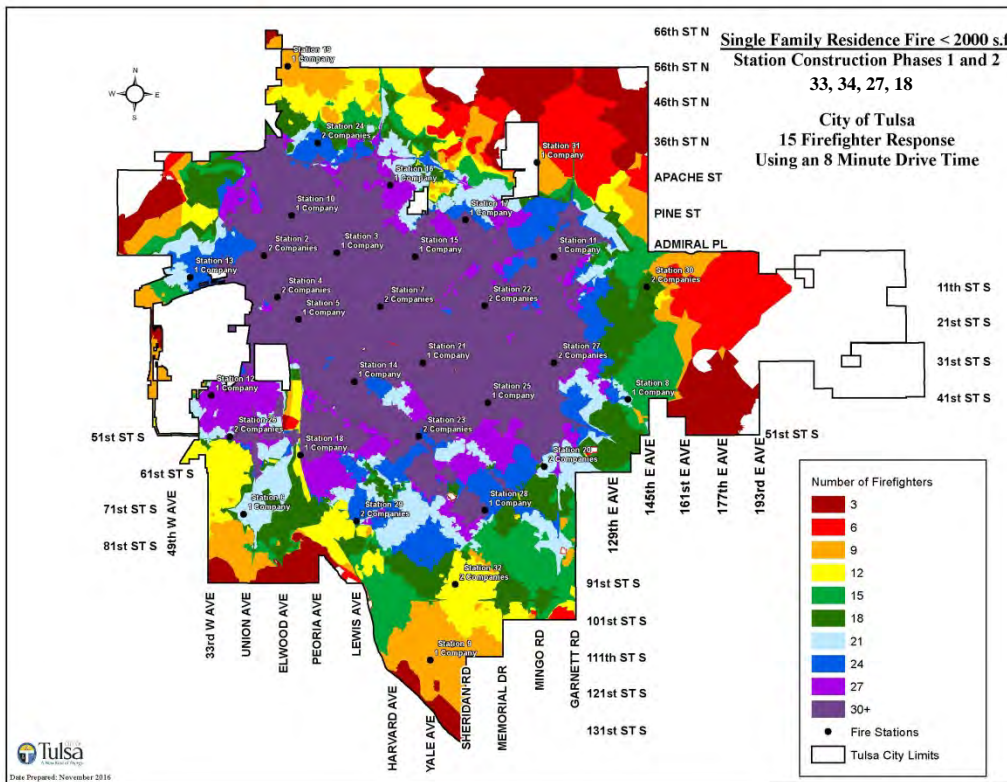 66th ST N
56th ST N
46th ST N
36th ST N
APACHE ST
PINE ST
ADMIRAL PL
Single Family Residence Fire < 2000 s.f
Station Construction Phases 1 and 2
33, 34, 27, 18
City of Tulsa
15 Firefighter Response
Using an 8 Minute Drive Time
N
W E
S
Station 19
1 Company
Station 24
2 Companies
Station 31
1 Company
Station 16
1 Company
Station 10
1 Company
Station 17
1 Company
Station 2
2 Companies
Station 3
1 Company
Station 15
1 Company
Station 11
1 Company
Station 13
1 Company
Station 30
2 Companies
Station 4
2 Companies
Station 5
1 Company
Station 7
2 Companies
Station 22
2 Companies
Station 27
2 Companies
Station 21
1 Company
Station 14
1 Company
Station 12
1 Company
Station 25
1 Company
Station 8
1 Company
Station 26
2 Companies
Station 23
2 Companies
Station 18
1 Company
Station 20
2 Companies
1 Company
Station 29
2 Companies
Station 28
1 Company
Station 32
2 Companies
1 Company
11th ST S
21st ST S
31st ST S
41st ST S
51st ST S
51st ST S
61st ST S
71st ST S
81st ST S
91st ST S
101st ST S
111th ST S
121st ST S
131st ST S
49th W AVE
33rd W AVE
UNION AVE
ELWOOD AVE
PEORIA AVE
LEWIS AVE
HARVARD AVE
YALE AVE
SHERIDAN RD
MEMORIAL DR
MINGO RD
GARNETT RD
129th E AVE
145th E AVE
161st E AVE
177th E AVE
193rd E AVE
Number of Firefighters
3
6
9
12
15
18
21
24
27
30+
Fire Stations
Tulsa City Limits
Tulsa
Date Prepared: November 2016